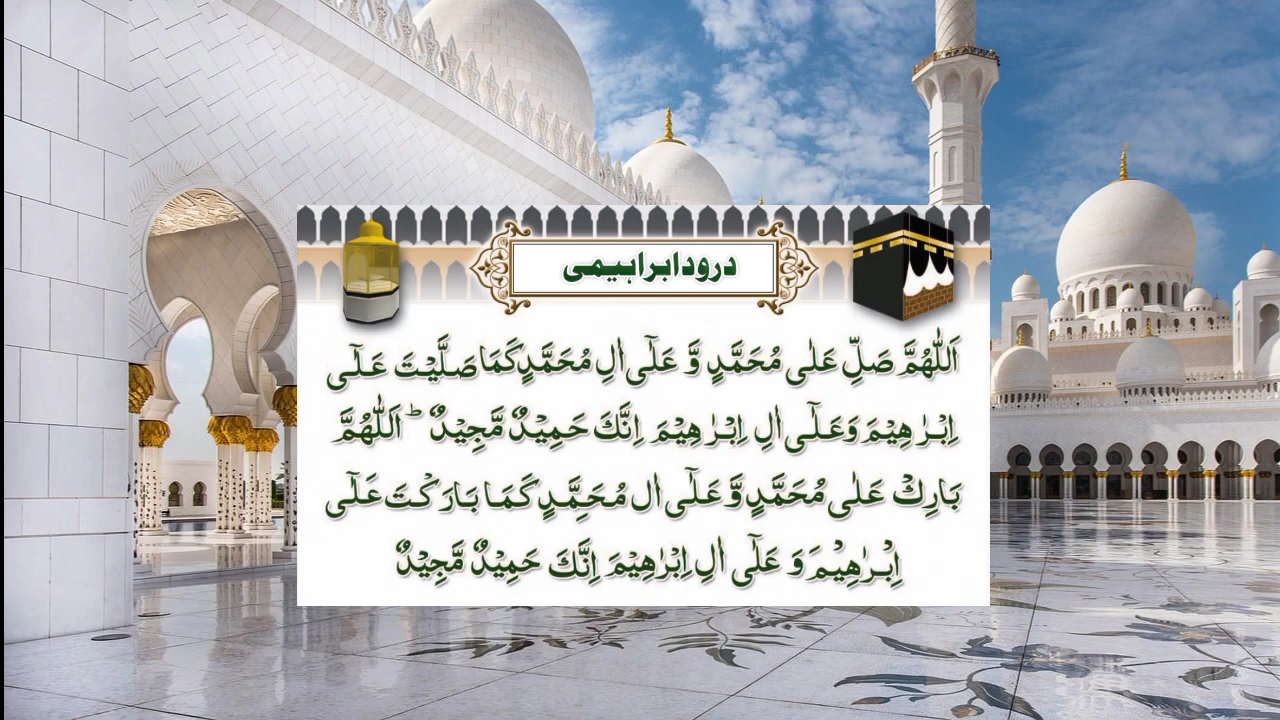 درود ابراہیمی
اَللّٰهُمَّ صَلِّ عَلٰى مُحَمَّدٍ وَّ عَلٰٓى اٰلِ مُحَمَّدٍ كَمَا صَلَّيْتَ عَلٰٓى
اِبْرٰهِيْمَ وَعَلٰٓى اٰلِ اِبْرٰهِيْمَ اِنَّكَ حَمِيْدٌ مَّجِيْدٌ ؕ اَللّٰهُمَّ
بَارِكْ عَلٰى مُحَمَّدٍ وَّ عَلٰٓى اٰل مُحَمِّدٍ كَمَا بَارَكْتَ عَلٰٓى
اِبْرٰهِيْمَ وَ عَلٰٓى اٰلِ اِبْرٰهِيْمَ اِنَّكَ حَمِيْدٌ مَّجِيْدٌ